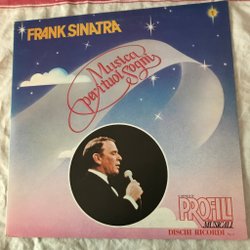 FRANK SINATRA
Musica
per i tuoi sogni
PROFILI
MUSICALI
DISCHI RICORDI